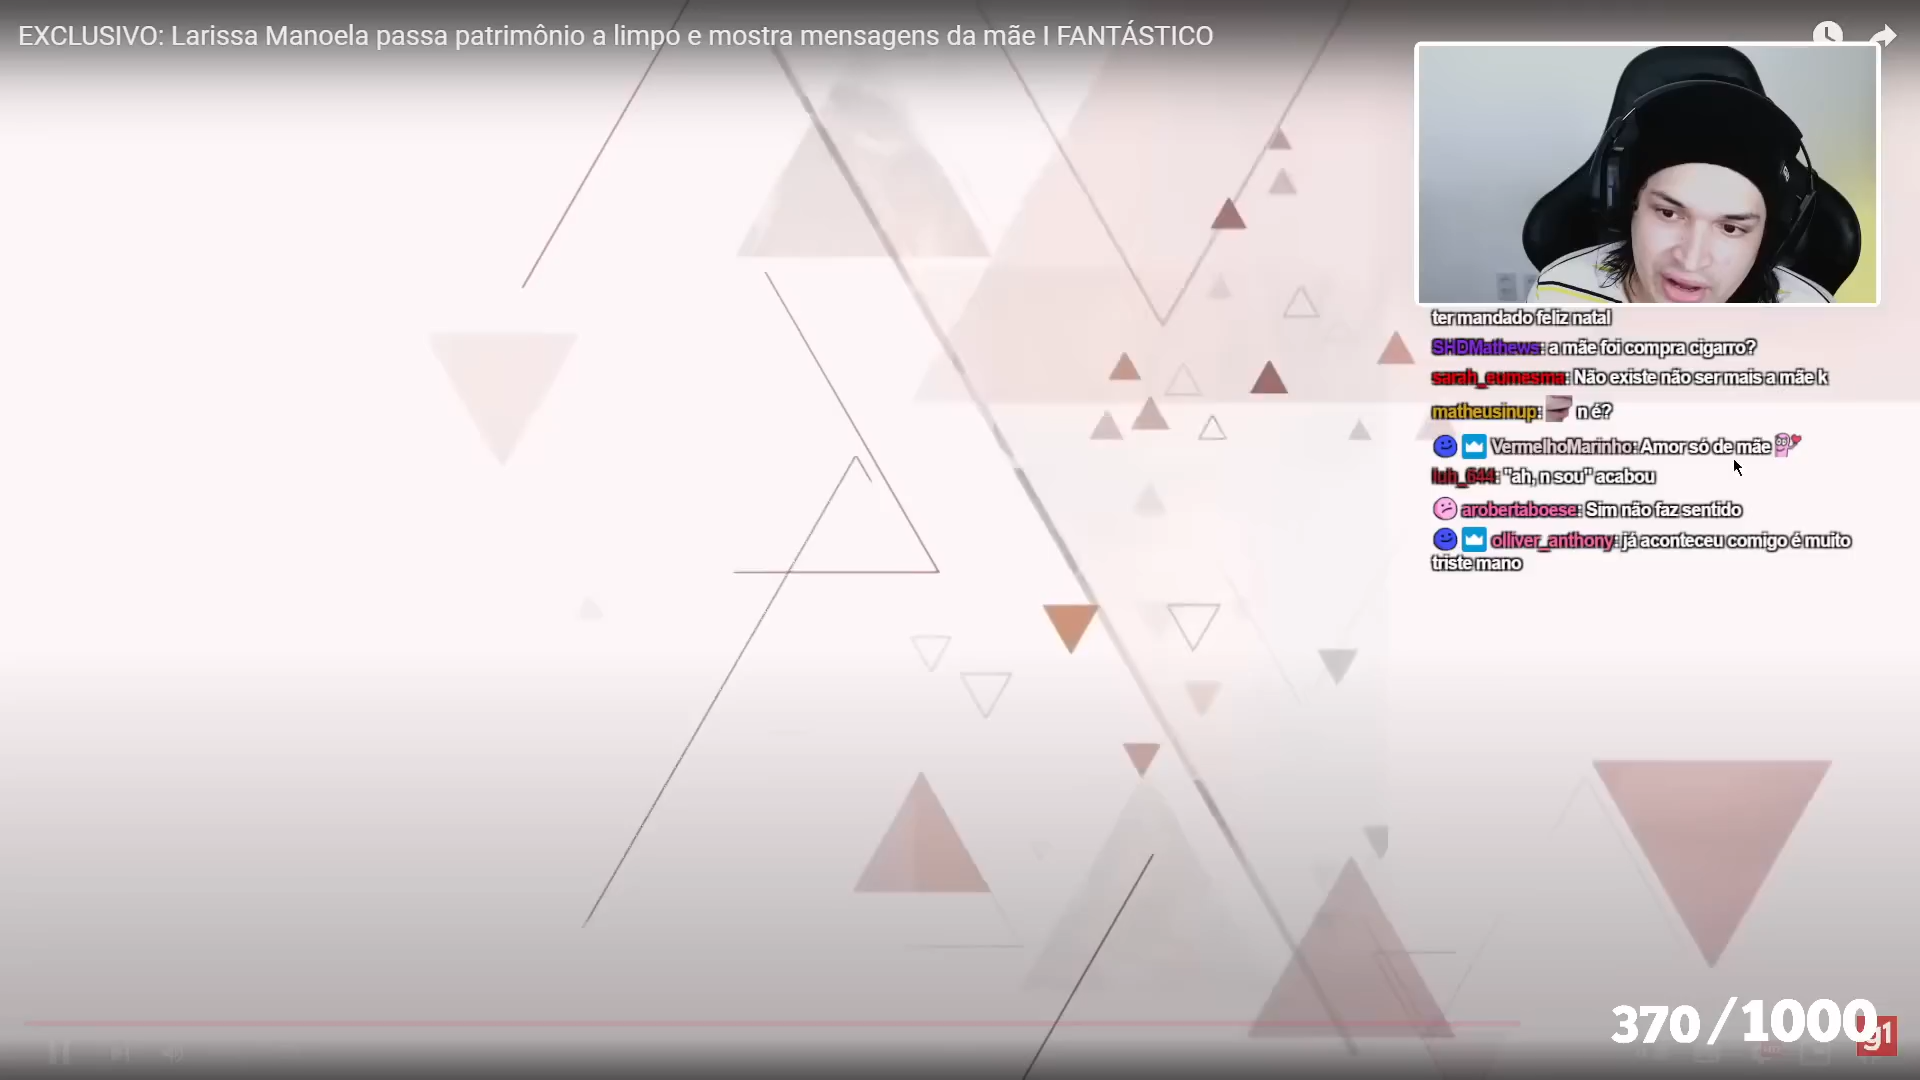 EXCLUSIVO: Larissa Manoela passa patrimônio a limpo e mostra mensagens da mãe I FANTÁSTICO
ter mandado feliz natal
SHDMathews: a mãe foi compra cigarro?
sarah_eumesma: Não existe não ser mais a mãe k
matheusinup: n é?
VermelhoMarinho: Amor só de mãe
luh_644: "ah, n sou" acabou
arobertaboese: Sim não faz sentido
olliver_anthony: já aconteceu comigo é muito
triste mano
370/1000
g1